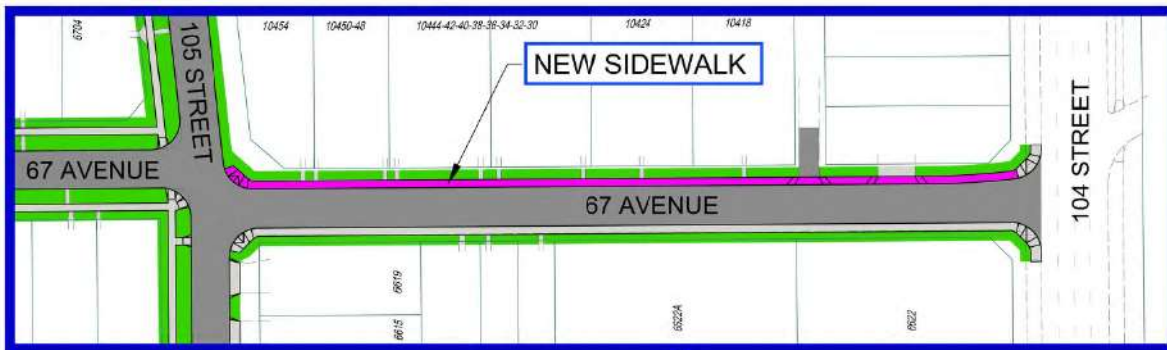 6704
105 STREET
10454
10450-48
10444-42-40-38-36-34-32-30
10424
10418
NEW SIDEWALK
104 STREET
67 AVENUE
67 AVENUE
6619
6615
6522A
6622